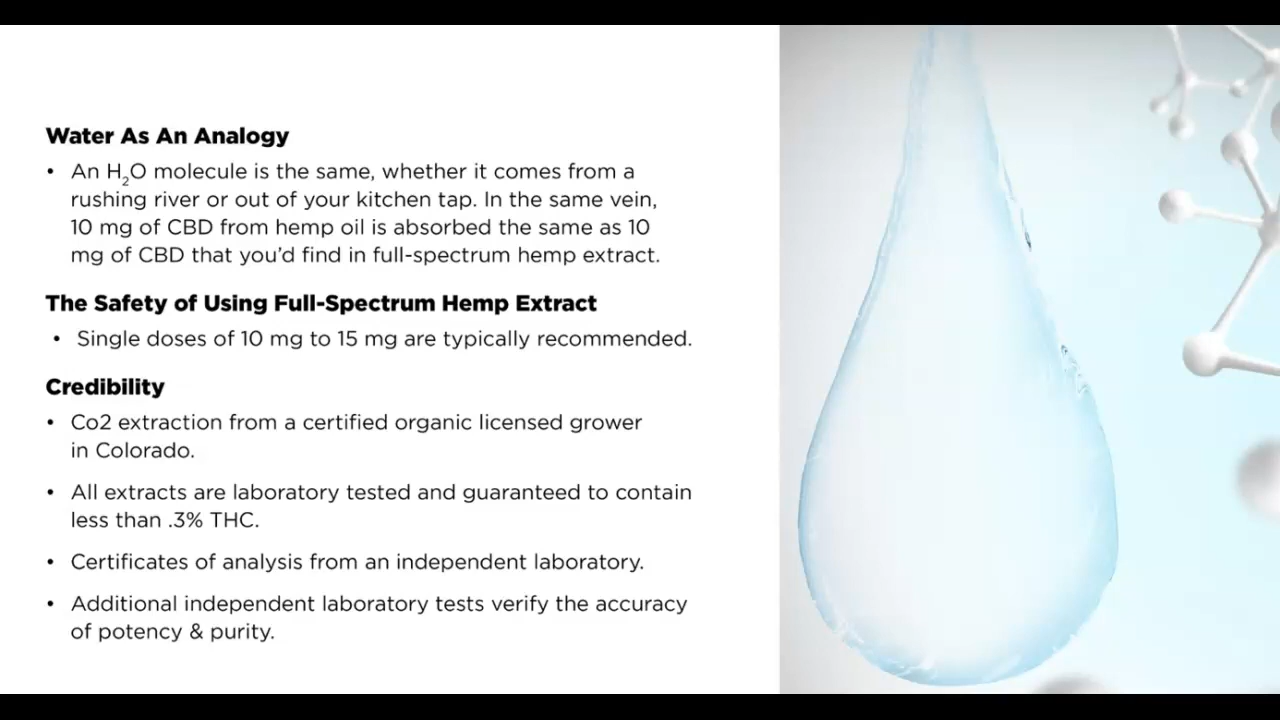 Water As An Analogy
• An H₂O molecule is the same, whether it comes from a
rushing river or out of your kitchen tap. In the same vein,
10 mg of CBD from hemp oil is absorbed the same as 10
mg of CBD that you’d find in full-spectrum hemp extract.
The Safety of Using Full-Spectrum Hemp Extract
• Single doses of 10 mg to 15 mg are typically recommended.
Credibility
• Co2 extraction from a certified organic licensed grower
in Colorado.
• All extracts are laboratory tested and guaranteed to contain
less than .3% THC.
• Certificates of analysis from an independent laboratory.
• Additional independent laboratory tests verify the accuracy
of potency & purity.